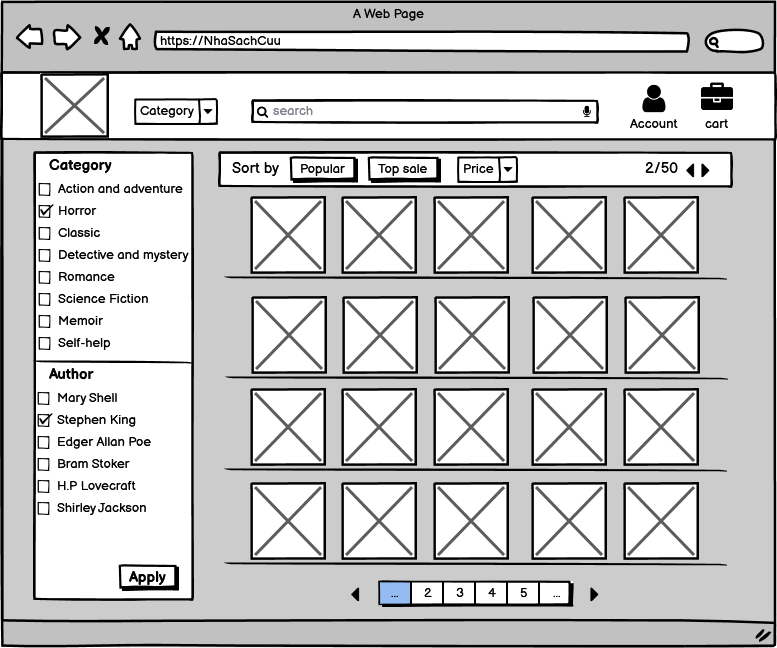 A Web Page
https://NhaSachCuu
Category
search
Account
cart
Category
Action and adventure
Horror
Classic
Detective and mystery
Romance
Science Fiction
Memoir
Self-help
Author
Mary Shell
Stephen King
Edger Allan Poe
Bram Stoker
H.P Lovecraft
Shirley Jackson
Apply
Sort by Popular Top sale Price 2/50
... 2 3 4 5 ...